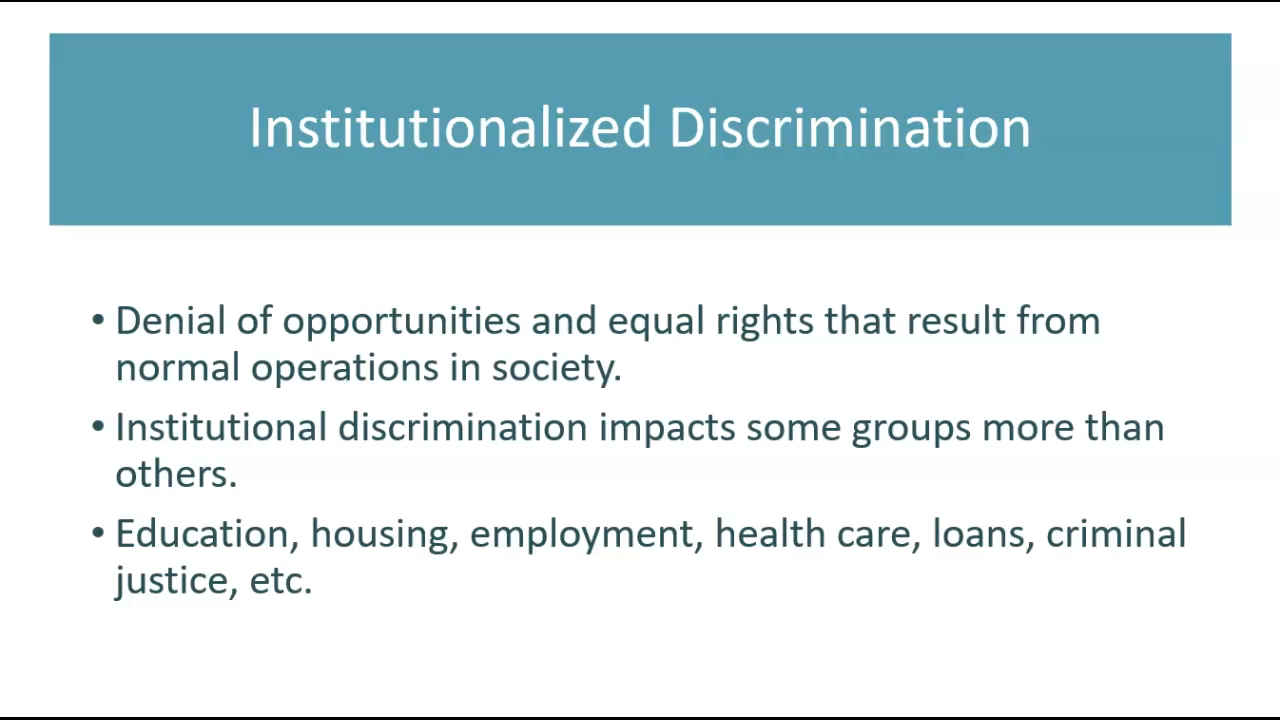 Institutionalized Discrimination
• Denial of opportunities and equal rights that result from
normal operations in society.
• Institutional discrimination impacts some groups more than
others.
• Education, housing, employment, health care, loans, criminal
justice, etc.